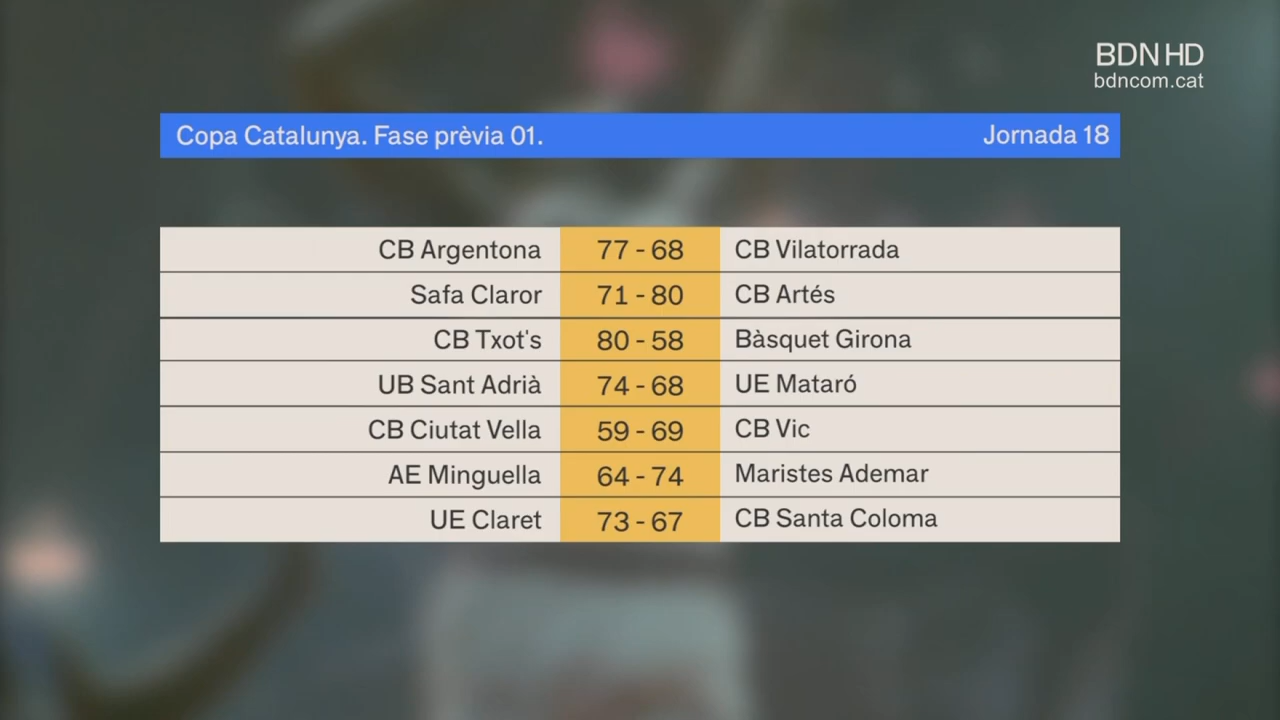 BDN HD
bdncom.cat
Copa Catalunya. Fase prèvia 01. Jornada 18
CB Argentona 77 - 68 CB Vilatorrada
Safa Claror 71 - 80 CB Artés
CB Txot's 80 - 58 Bàsquet Girona
UB Sant Adrià 74 - 68 UE Mataró
CB Ciutat Vella 59 - 69 CB Vic
AE Minguella 64 - 74 Maristes Ademar
UE Claret 73 - 67 CB Santa Coloma